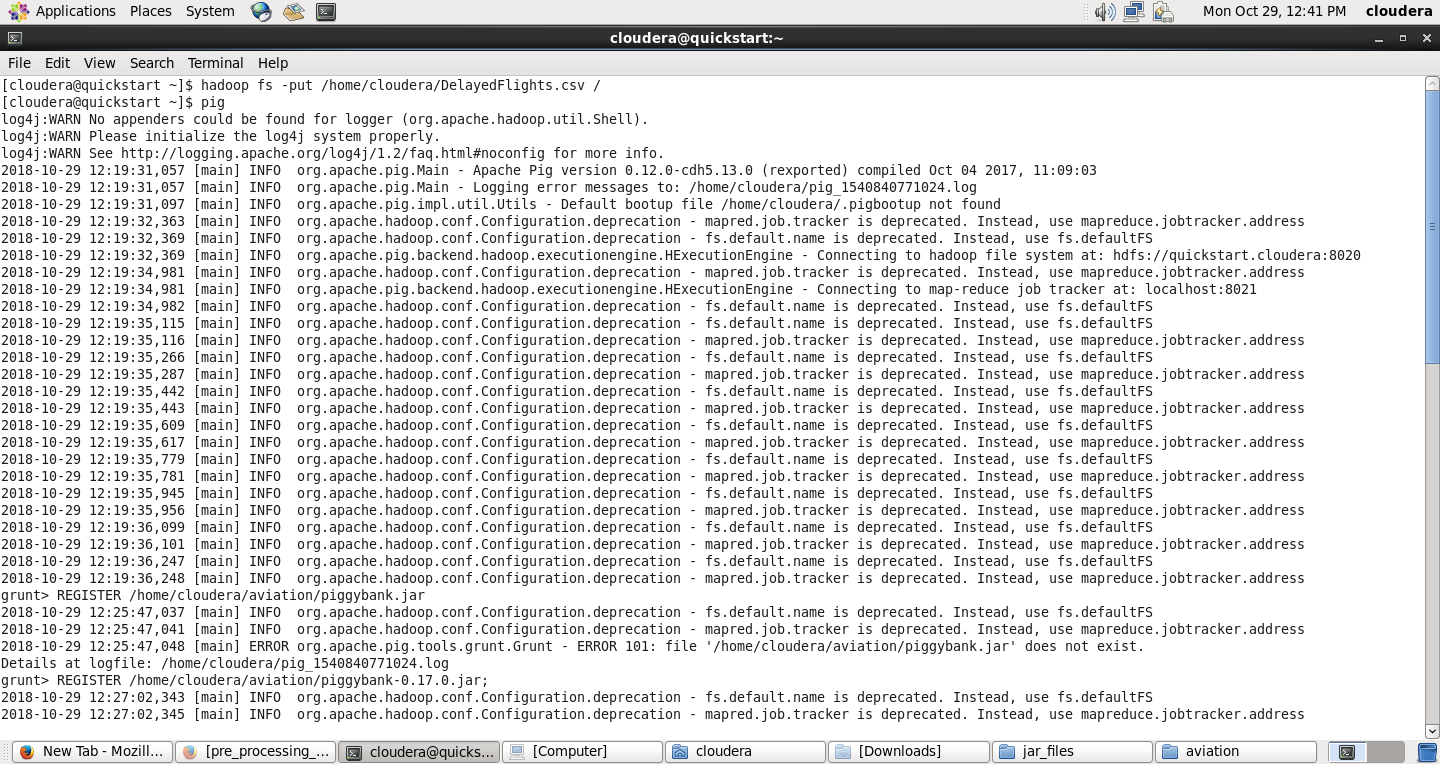 Applications Places System Mon Oct 29, 12:41 PM cloudera
cloudera@quickstart:~
File Edit View Search Terminal Help
[cloudera@quickstart ~]$ hadoop fs -put /home/cloudera/DelayedFlights.csv /
[cloudera@quickstart ~]$ pig
log4j:WARN No appenders could be found for logger (org.apache.hadoop.util.Shell).
log4j:WARN Please initialize the log4j system properly.
log4j:WARN See http://logging.apache.org/log4j/1.2/faq.html#noconfig for more info.
2018-10-29 12:19:31,057 [main] INFO  org.apache.pig.Main - Apache Pig version 0.12.0-cdh5.13.0 (rexported) compiled Oct 04 2017, 11:09:03
2018-10-29 12:19:31,057 [main] INFO  org.apache.pig.Main - Logging error messages to: /home/cloudera/pig_1540840771024.log
2018-10-29 12:19:31,097 [main] INFO  org.apache.pig.impl.util.Utils - Default bootup file /home/cloudera/.pigbootup not found
2018-10-29 12:19:32,363 [main] INFO  org.apache.hadoop.conf.Configuration.deprecation - mapred.job.tracker is deprecated. Instead, use mapreduce.jobtracker.address
2018-10-29 12:19:32,369 [main] INFO  org.apache.hadoop.conf.Configuration.deprecation - fs.default.name is deprecated. Instead, use fs.defaultFS
2018-10-29 12:19:32,369 [main] INFO  org.apache.pig.backend.hadoop.executionengine.HExecutionEngine - Connecting to hadoop file system at: hdfs://quickstart.cloudera:8020
2018-10-29 12:19:34,981 [main] INFO  org.apache.hadoop.conf.Configuration.deprecation - mapred.job.tracker is deprecated. Instead, use mapreduce.jobtracker.address
2018-10-29 12:19:34,981 [main] INFO  org.apache.pig.backend.hadoop.executionengine.HExecutionEngine - Connecting to map-reduce job tracker at: localhost:8021
2018-10-29 12:19:34,982 [main] INFO  org.apache.hadoop.conf.Configuration.deprecation - fs.default.name is deprecated. Instead, use fs.defaultFS
2018-10-29 12:19:35,115 [main] INFO  org.apache.hadoop.conf.Configuration.deprecation - fs.default.name is deprecated. Instead, use fs.defaultFS
2018-10-29 12:19:35,116 [main] INFO  org.apache.hadoop.conf.Configuration.deprecation - mapred.job.tracker is deprecated. Instead, use mapreduce.jobtracker.address
2018-10-29 12:19:35,266 [main] INFO  org.apache.hadoop.conf.Configuration.deprecation - fs.default.name is deprecated. Instead, use fs.defaultFS
2018-10-29 12:19:35,287 [main] INFO  org.apache.hadoop.conf.Configuration.deprecation - mapred.job.tracker is deprecated. Instead, use mapreduce.jobtracker.address
2018-10-29 12:19:35,442 [main] INFO  org.apache.hadoop.conf.Configuration.deprecation - fs.default.name is deprecated. Instead, use fs.defaultFS
2018-10-29 12:19:35,443 [main] INFO  org.apache.hadoop.conf.Configuration.deprecation - mapred.job.tracker is deprecated. Instead, use mapreduce.jobtracker.address
2018-10-29 12:19:35,609 [main] INFO  org.apache.hadoop.conf.Configuration.deprecation - fs.default.name is deprecated. Instead, use fs.defaultFS
2018-10-29 12:19:35,617 [main] INFO  org.apache.hadoop.conf.Configuration.deprecation - mapred.job.tracker is deprecated. Instead, use mapreduce.jobtracker.address
2018-10-29 12:19:35,779 [main] INFO  org.apache.hadoop.conf.Configuration.deprecation - fs.default.name is deprecated. Instead, use fs.defaultFS
2018-10-29 12:19:35,781 [main] INFO  org.apache.hadoop.conf.Configuration.deprecation - mapred.job.tracker is deprecated. Instead, use mapreduce.jobtracker.address
2018-10-29 12:19:35,945 [main] INFO  org.apache.hadoop.conf.Configuration.deprecation - fs.default.name is deprecated. Instead, use fs.defaultFS
2018-10-29 12:19:35,956 [main] INFO  org.apache.hadoop.conf.Configuration.deprecation - mapred.job.tracker is deprecated. Instead, use mapreduce.jobtracker.address
2018-10-29 12:19:36,099 [main] INFO  org.apache.hadoop.conf.Configuration.deprecation - fs.default.name is deprecated. Instead, use fs.defaultFS
2018-10-29 12:19:36,101 [main] INFO  org.apache.hadoop.conf.Configuration.deprecation - mapred.job.tracker is deprecated. Instead, use mapreduce.jobtracker.address
2018-10-29 12:19:36,247 [main] INFO  org.apache.hadoop.conf.Configuration.deprecation - fs.default.name is deprecated. Instead, use fs.defaultFS
2018-10-29 12:19:36,248 [main] INFO  org.apache.hadoop.conf.Configuration.deprecation - mapred.job.tracker is deprecated. Instead, use mapreduce.jobtracker.address
grunt> REGISTER /home/cloudera/aviation/piggybank.jar
2018-10-29 12:25:47,037 [main] INFO  org.apache.hadoop.conf.Configuration.deprecation - fs.default.name is deprecated. Instead, use fs.defaultFS
2018-10-29 12:25:47,041 [main] INFO  org.apache.hadoop.conf.Configuration.deprecation - mapred.job.tracker is deprecated. Instead, use mapreduce.jobtracker.address
2018-10-29 12:25:47,048 [main] ERROR org.apache.pig.tools.grunt.Grunt - ERROR 101: file '/home/cloudera/aviation/piggybank.jar' does not exist.
Details at logfile: /home/cloudera/pig_1540840771024.log
grunt> REGISTER /home/cloudera/aviation/piggybank-0.17.0.jar;
2018-10-29 12:27:02,343 [main] INFO  org.apache.hadoop.conf.Configuration.deprecation - fs.default.name is deprecated. Instead, use fs.defaultFS
2018-10-29 12:27:02,345 [main] INFO  org.apache.hadoop.conf.Configuration.deprecation - mapred.job.tracker is deprecated. Instead, use mapreduce.jobtracker.address
New Tab - Mozill... [pre_processing_... cloudera@quicks... [Computer] cloudera [Downloads] jar_files aviation